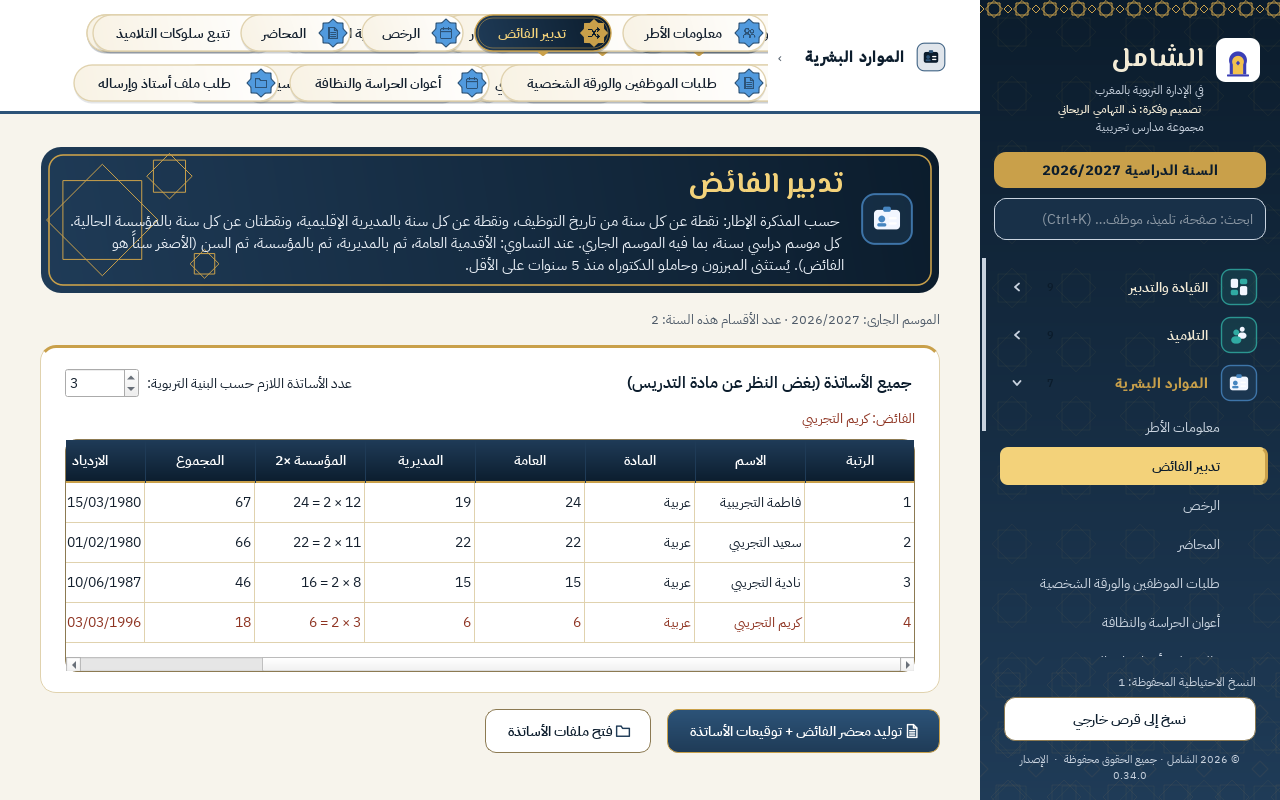 الشامل
في الإدارة التربوية بالمغرب
تصميم وفكرة: ذ. التهامي الريحاني
مجموعة مدارس تجريبية
السنة الدراسية 2026/2027
ابحث: صفحة، تلميذ، موظف... (Ctrl+K)
القيادة والتدبير
التلاميذ 9
الموارد البشرية 7
معلومات الأطر
تدبير الفائض
الرخص
المحاضر
طلبات الموظفين والورقة الشخصية
أعوان الحراسة والنظافة
النسخ الاحتياطية المحفوظة: 1
نسخ إلى قرص خارجي
© 2026 الشامل · جميع الحقوق محفوظة · الإصدار
0.34.0
الموارد البشرية ›
معلومات الأطر
تدبير الفائض
الرخص
المحاضر
تتبع سلوكات التلاميذ
طلبات الموظفين والورقة الشخصية
أعوان الحراسة والنظافة
طلب ملف أستاذ وإرساله
تدبير الفائض
حسب المذكرة الإطار: نقطة عن كل سنة من تاريخ التوظيف، ونقطة عن كل سنة بالمديرية الإقليمية، ونقطتان عن كل سنة بالمؤسسة الحالية.
كل موسم دراسي بسنة، بما فيه الموسم الجاري. عند التساوي: الأقدمية العامة، ثم بالمديرية، ثم بالمؤسسة، ثم السن (الأصغر سناً هو
الفائض). يُستثنى المبرزون وحاملو الدكتوراه منذ 5 سنوات على الأقل.
الموسم الجاري: 2026/2027 · عدد الأقسام هذه السنة: 2
جميع الأساتذة (بغض النظر عن مادة التدريس)
عدد الأساتذة اللازم حسب البنية التربوية: 3
الفائض: كريم التجريبي
الرتبة الاسم المادة العامة المديرية المؤسسة ×2 المجموع الازدياد
1 فاطمة التجريبية عربية 24 19 12 × 2 = 24 67 15/03/1980
2 سعيد التجريبي عربية 22 22 11 × 2 = 22 66 01/02/1980
3 نادية التجريبي عربية 15 15 8 × 2 = 16 46 10/06/1987
4 كريم التجريبي عربية 6 6 3 × 2 = 6 18 03/03/1996
توليد محضر الفائض + توقيعات الأساتذة
فتح ملفات الأساتذة